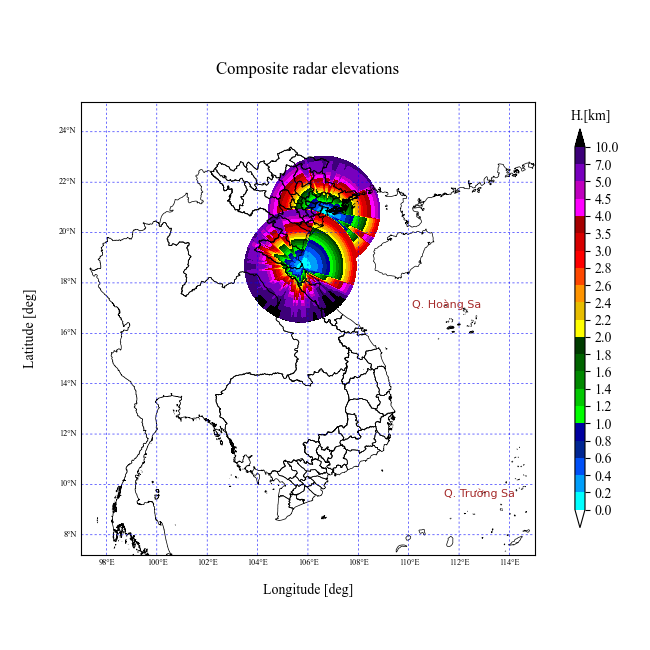 Composite radar elevations
H.[km]
24°N
22°N
20°N
18°N
16°N
14°N
12°N
10°N
8°N
Latitude [deg]
Q. Hoàng Sa
Q. Trường Sa
10.0
7.0
5.0
4.5
4.0
3.5
3.0
2.8
2.6
2.4
2.2
2.0
1.8
1.6
1.4
1.2
1.0
0.8
0.6
0.4
0.2
0.0
98°E 100°E 102°E 104°E 106°E 108°E 110°E 112°E 114°E
Longitude [deg]